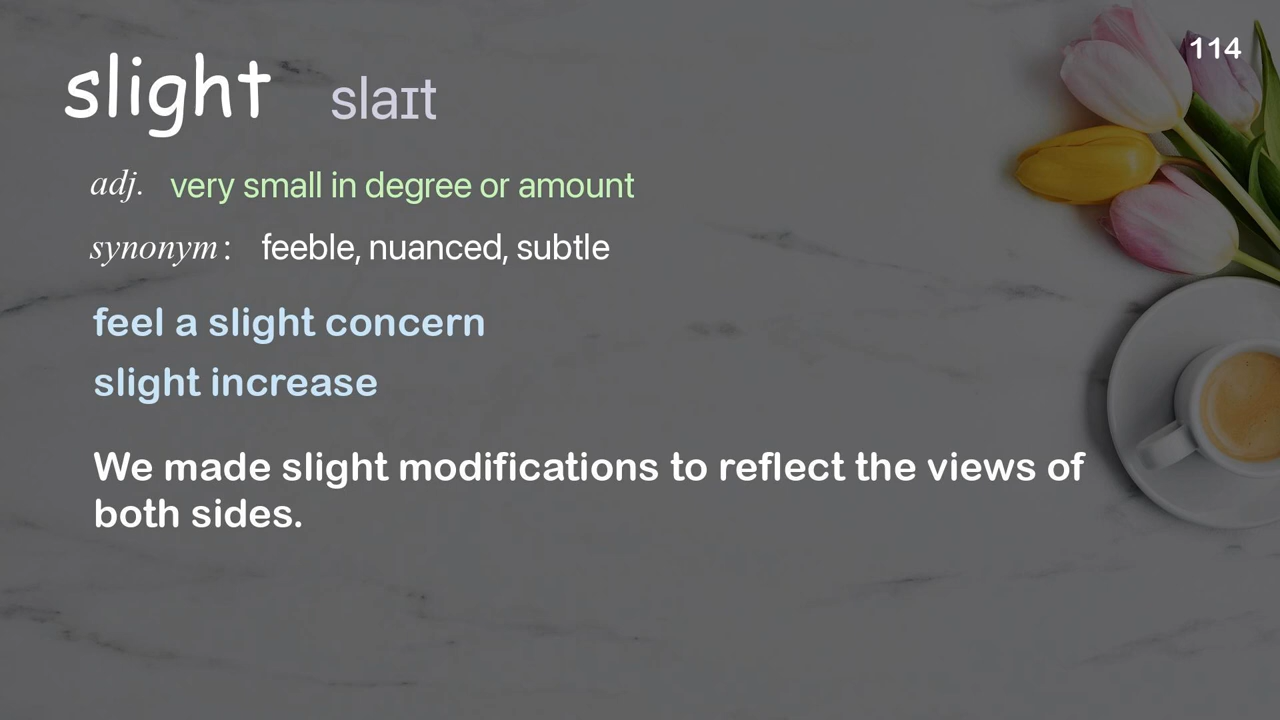 114
slight slaɪt
adj. very small in degree or amount
synonym: feeble, nuanced, subtle
feel a slight concern
slight increase
We made slight modifications to reflect the views of
both sides.